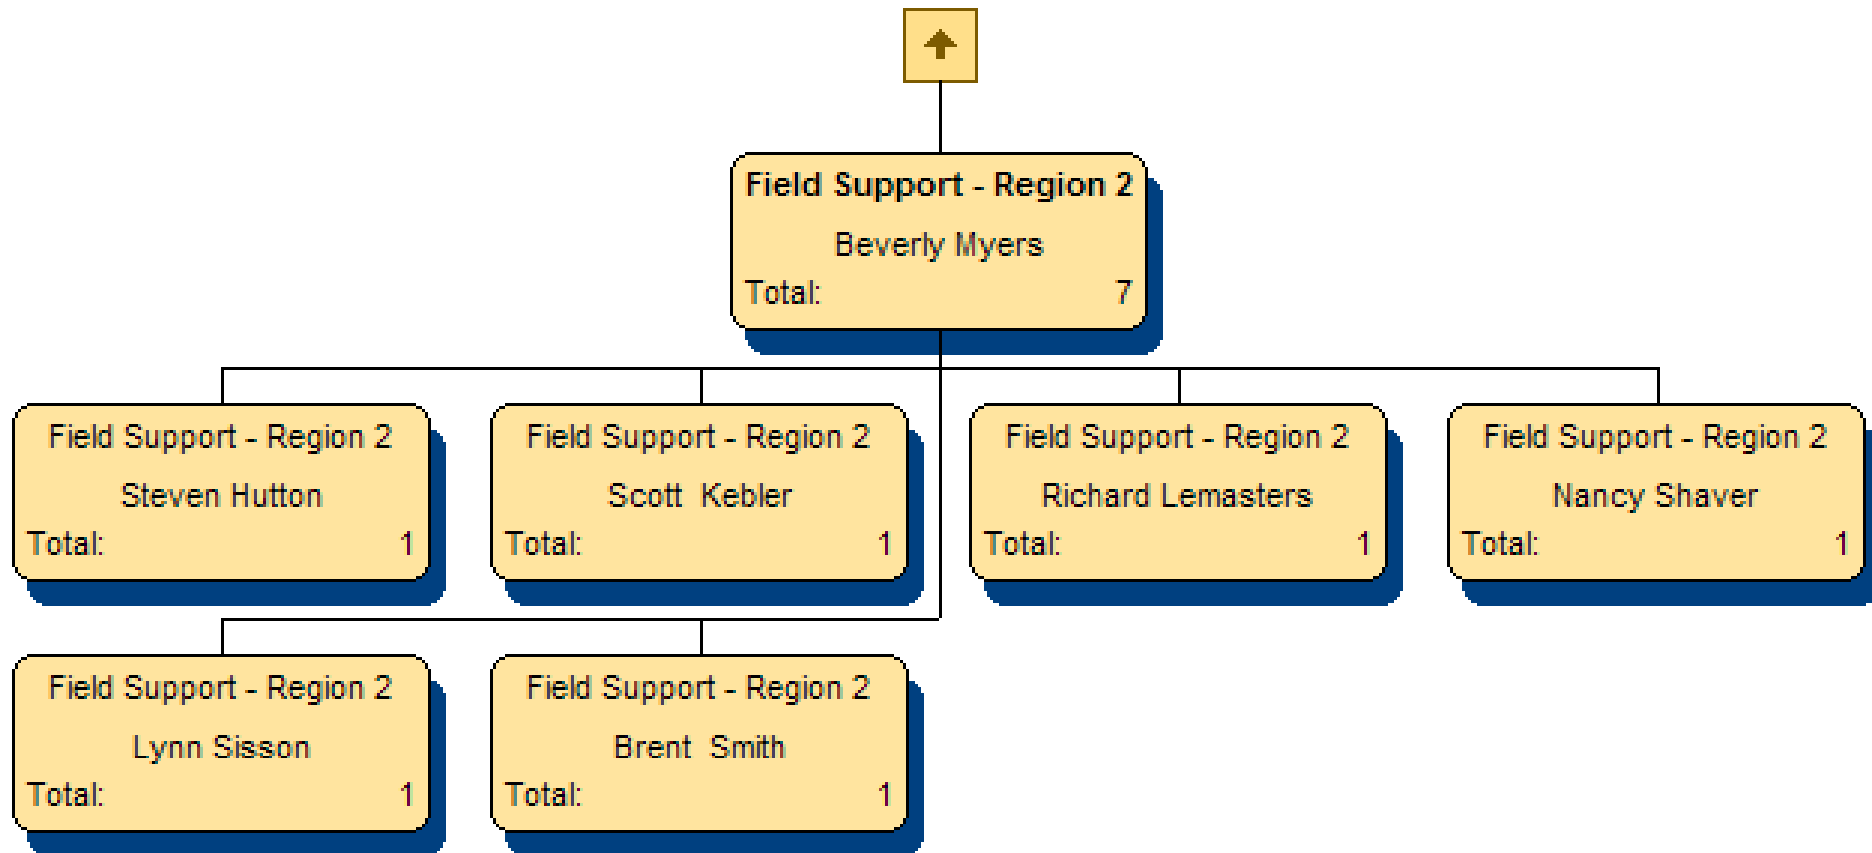 Field Support - Region 2
Beverly Myers
Total: 7
Field Support - Region 2
Steven Hutton
Total: 1
Field Support - Region 2
Scott  Kebler
Total: 1
Field Support - Region 2
Richard Lemasters
Total: 1
Field Support - Region 2
Nancy Shaver
Total: 1
Field Support - Region 2
Lynn Sisson
Total: 1
Field Support - Region 2
Brent  Smith
Total: 1